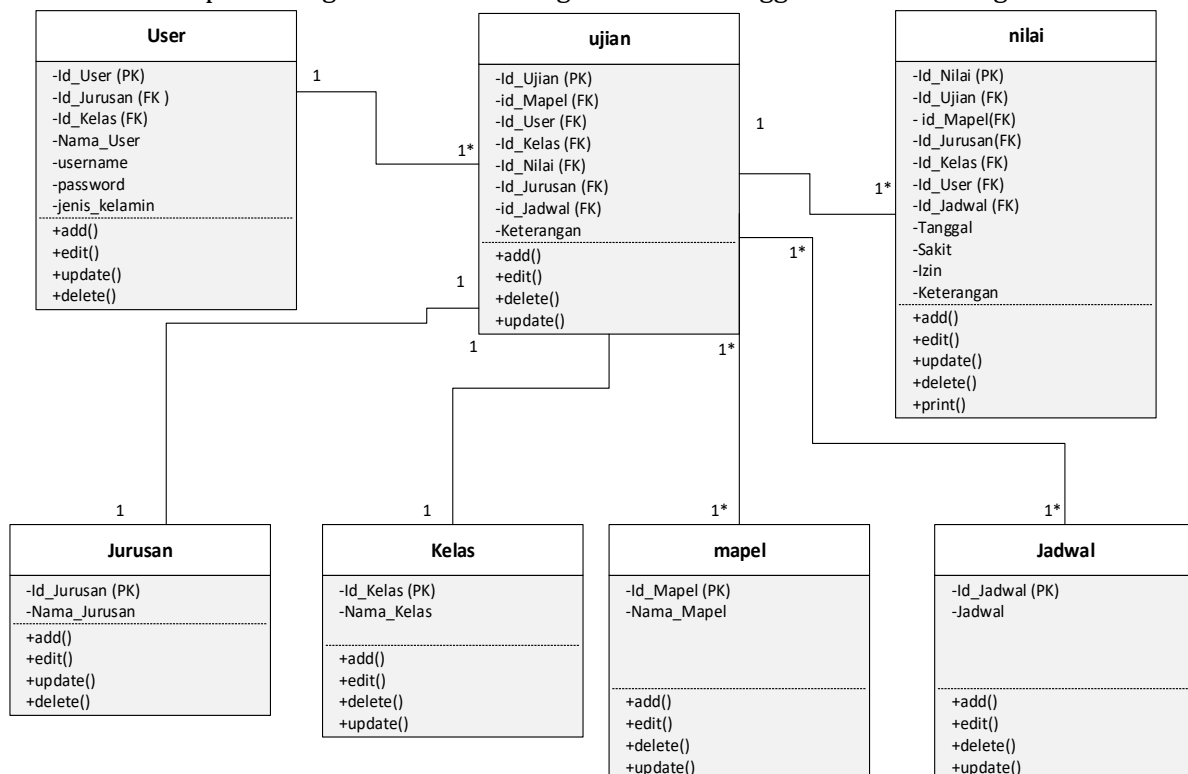 User
-Id_User (PK)
-Id_Jurusan (FK )
-Id_Kelas (FK)
-Nama_User
-username
-password
-jenis_kelamin
+add()
+edit()
+update()
+delete()
1
1*
ujian
-Id_Ujian (PK)
-id_Mapel (FK)
-Id_User (FK)
-Id_Kelas (FK)
-Id_Nilai (FK)
-Id_Jurusan (FK)
-id_Jadwal (FK)
-Keterangan
+add()
+edit()
+delete()
+update()
1
1*
nilai
-Id_Nilai (PK)
-Id_Ujian (FK)
- id_Mapel(FK)
-Id_Jurusan(FK)
-Id_Kelas (FK)
-Id_User (FK)
-Id_Jadwal (FK)
-Tanggal
-Sakit
-Izin
-Keterangan
+add()
+edit()
+update()
+delete()
+print()
1*
1
1
1*
1
1
1*
1*
Jurusan
-Id_Jurusan (PK)
-Nama_Jurusan
+add()
+edit()
+update()
+delete()
Kelas
-Id_Kelas (PK)
-Nama_Kelas
+add()
+edit()
+delete()
+update()
mapel
-Id_Mapel (PK)
-Nama_Mapel
+add()
+edit()
+delete()
+update()
Jadwal
-Id_Jadwal (PK)
-Jadwal
+add()
+edit()
+delete()
+update()